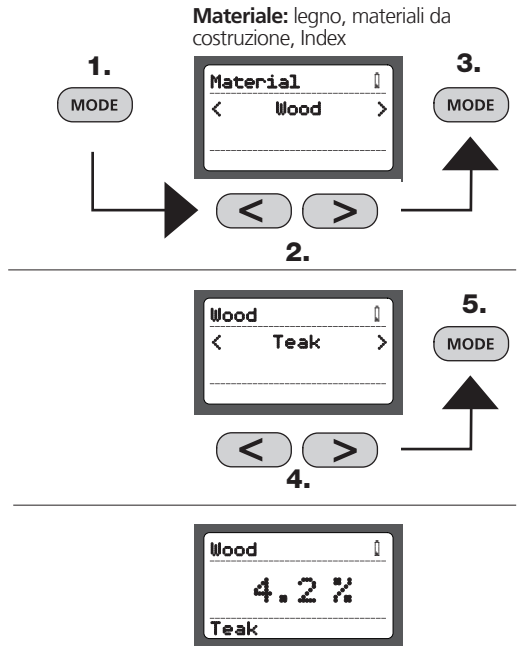 Materiale: legno, materiali da
costruzione, Index
1.
MODE
Material
< Wood >
3.
MODE
< >
2.
Wood
< Teak >
5.
MODE
< >
4.
Wood
4.2 %
Teak